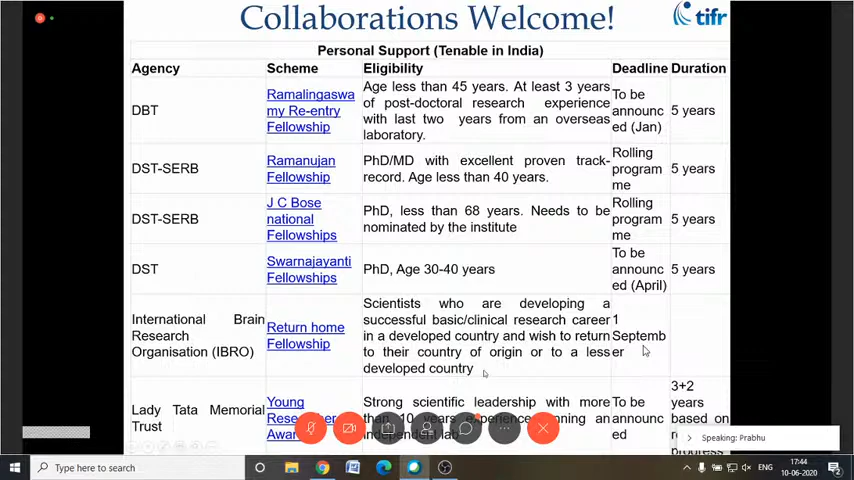 Collaborations Welcome!
tifr
Personal Support (Tenable in India)
Agency Scheme Eligibility Deadline Duration
DBT
Ramalingaswa
my Re-entry
Fellowship
Age less than 45 years. At least 3 years
of post-doctoral research experience
with last two years from an overseas
laboratory.
To be
announc
ed (Jan)
5 years
DST-SERB
Ramanujan
Fellowship
PhD/MD with excellent proven track-
record. Age less than 40 years.
Rolling
program
me
5 years
DST-SERB
J C Bose
national
Fellowships
PhD, less than 68 years. Needs to be
nominated by the institute
Rolling
program
me
5 years
DST
Swarnajayanti
Fellowships
PhD, Age 30-40 years
To be
announc
ed (April)
5 years
International Brain
Research
Organisation (IBRO)
Return home
Fellowship
Scientists who are developing a
successful basic/clinical research career
in a developed country and wish to return
to their country of origin or to a less
developed country
1
Septemb
er
Lady Tata Memorial
Trust
Young
Strong scientific leadership with more
than 10 years
To be
announc
ed
3+2
years
based on
Speaking: Prabhu
Type here to search
ENG
17:44
10-06-2020